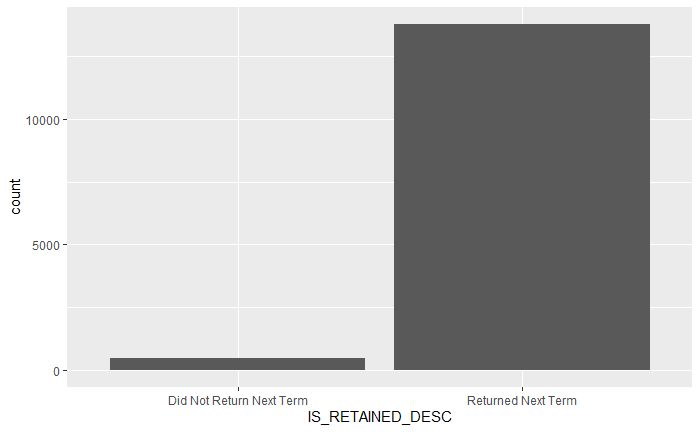 10000
5000
0
count
Did Not Return Next Term
Returned Next Term
IS_RETAINED_DESC